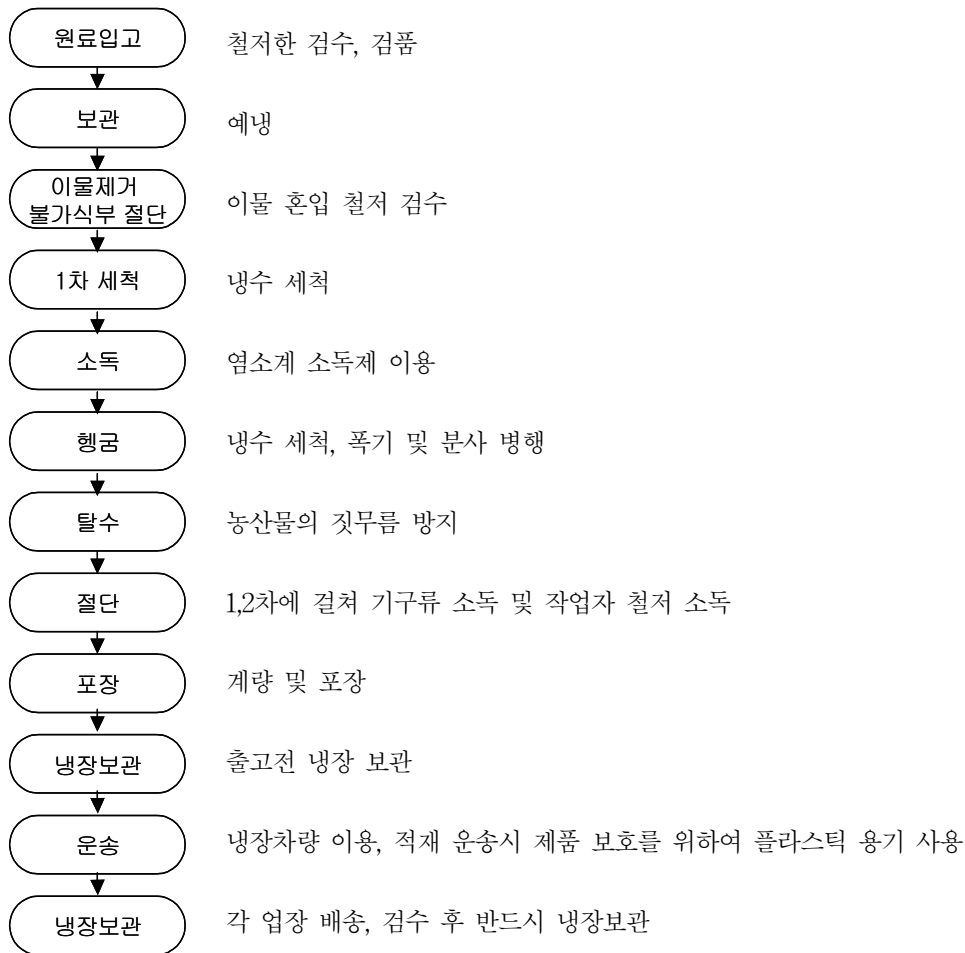 원료입고 철저한 검수, 검품
보관 예냉
이물제거
불가식부 절단 이물 혼입 철저 검수
1차 세척 냉수 세척
소독 염소계 소독제 이용
헹굼 냉수 세척, 폭기 및 분사 병행
탈수 농산물의 짓무름 방지
절단 1,2차에 걸쳐 기구류 소독 및 작업자 철저 소독
포장 계량 및 포장
냉장보관 출고전 냉장 보관
운송 냉장차량 이용, 적재 운송시 제품 보호를 위하여 플라스틱 용기 사용
냉장보관 각 업장 배송, 검수 후 반드시 냉장보관